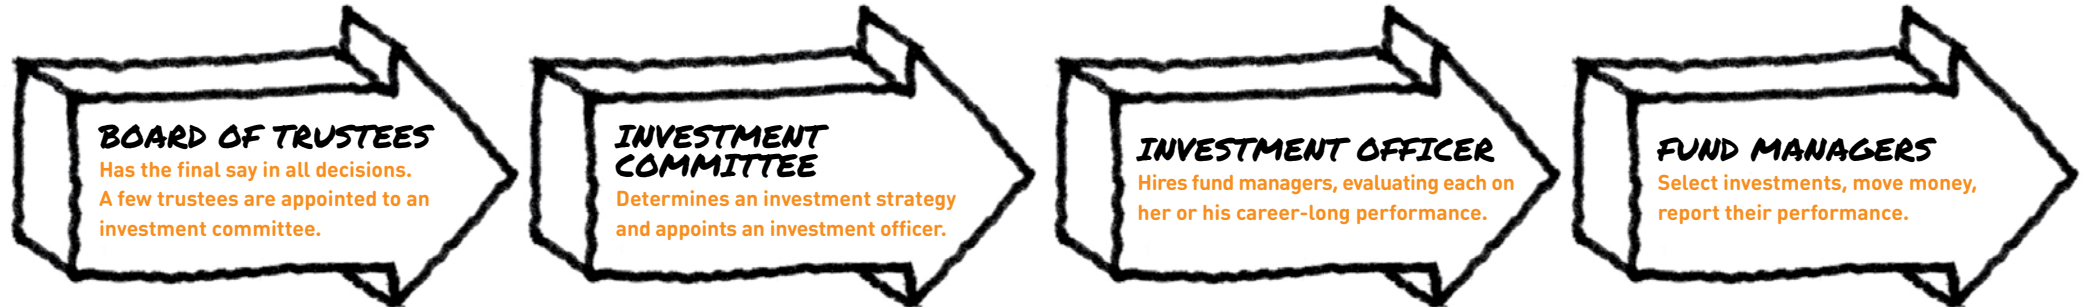 BOARD OF TRUSTEES
Has the final say in all decisions.
A few trustees are appointed to an
investment committee.
INVESTMENT
COMMITTEE
Determines an investment strategy
and appoints an investment officer.
INVESTMENT OFFICER
Hires fund managers, evaluating each on
her or his career-long performance.
FUND MANAGERS
Select investments, move money,
report their performance.